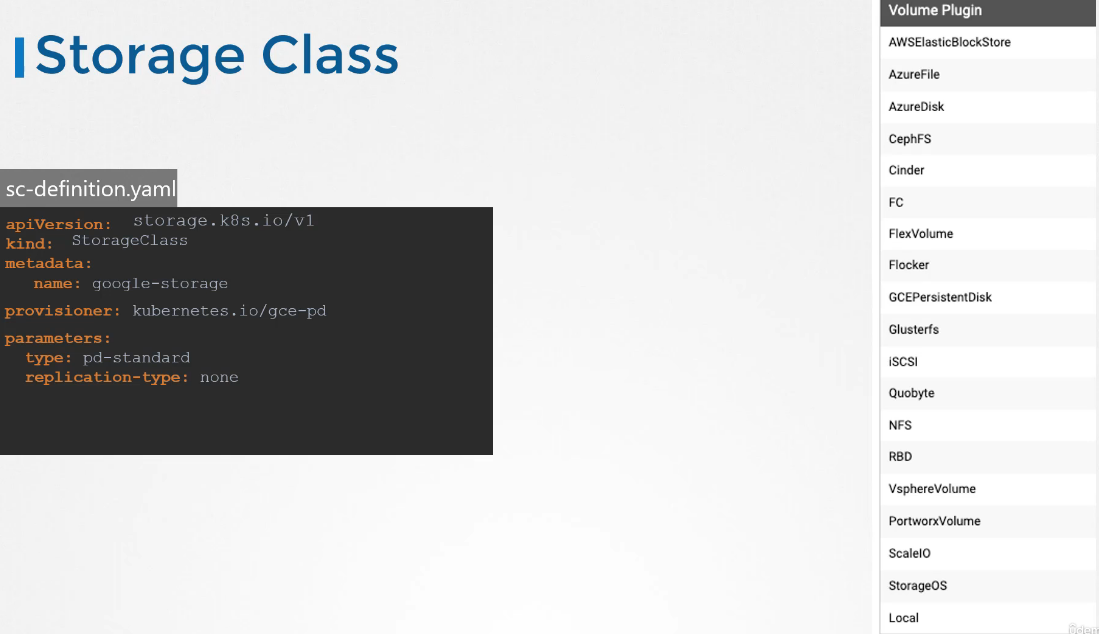 Storage Class
sc-definition.yaml
apiVersion: storage.k8s.io/v1
kind: StorageClass
metadata:
name: google-storage
provisioner: kubernetes.io/gce-pd
parameters:
type: pd-standard
replication-type: none
Volume Plugin
AWSElasticBlockStore
AzureFile
AzureDisk
CephFS
Cinder
FC
FlexVolume
Flocker
GCEPersistentDisk
Glusterfs
iSCSI
Quobyte
NFS
RBD
VsphereVolume
PortworxVolume
ScaleIO
StorageOS
Local